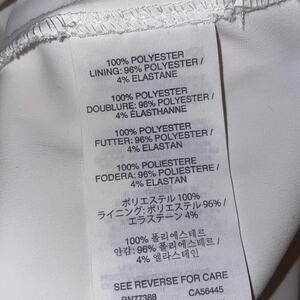 100% POLYESTER
LINING: 96% POLYESTER /
4% ELASTANE
100% POLYESTER
DOUBLURE: 96% POLYESTER /
4% ÉLASTHANNE
100% POLYESTER
FUTTER: 96% POLYESTER /
4% ELASTAN
100% POLIESTERE
FODERA: 96% POLIESTERE /
4% ELASTAN
ポリエステル 100%
ライニング: ポリエステル 96% /
エラステーン 4%
100% 폴리에스테르
안감: 96% 폴리에스테르 /
4% 엘라스테인
SEE REVERSE FOR CARE
RN77388 CA56445